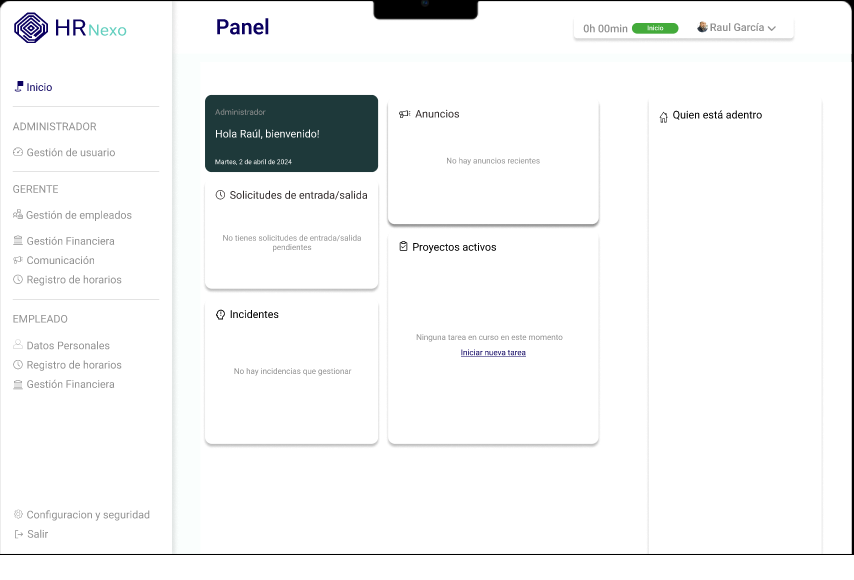 HRNexo
Inicio
ADMINISTRADOR
Gestión de usuario
GERENTE
Gestión de empleados
Gestión Financiera
Comunicación
Registro de horarios
EMPLEADO
Datos Personales
Registro de horarios
Gestión Financiera
Configuracion y seguridad
Salir
Panel
0h 00min Inicio Raul García
Administrador
Hola Raúl, bienvenido!
Martes, 2 de abril de 2024
Solicitudes de entrada/salida
No tienes solicitudes de entrada/salida
pendientes
Incidentes
No hay incidencias que gestionar
Anuncios
No hay anuncios recientes
Proyectos activos
Ninguna tarea en curso en este momento
Iniciar nueva tarea
Quien está adentro